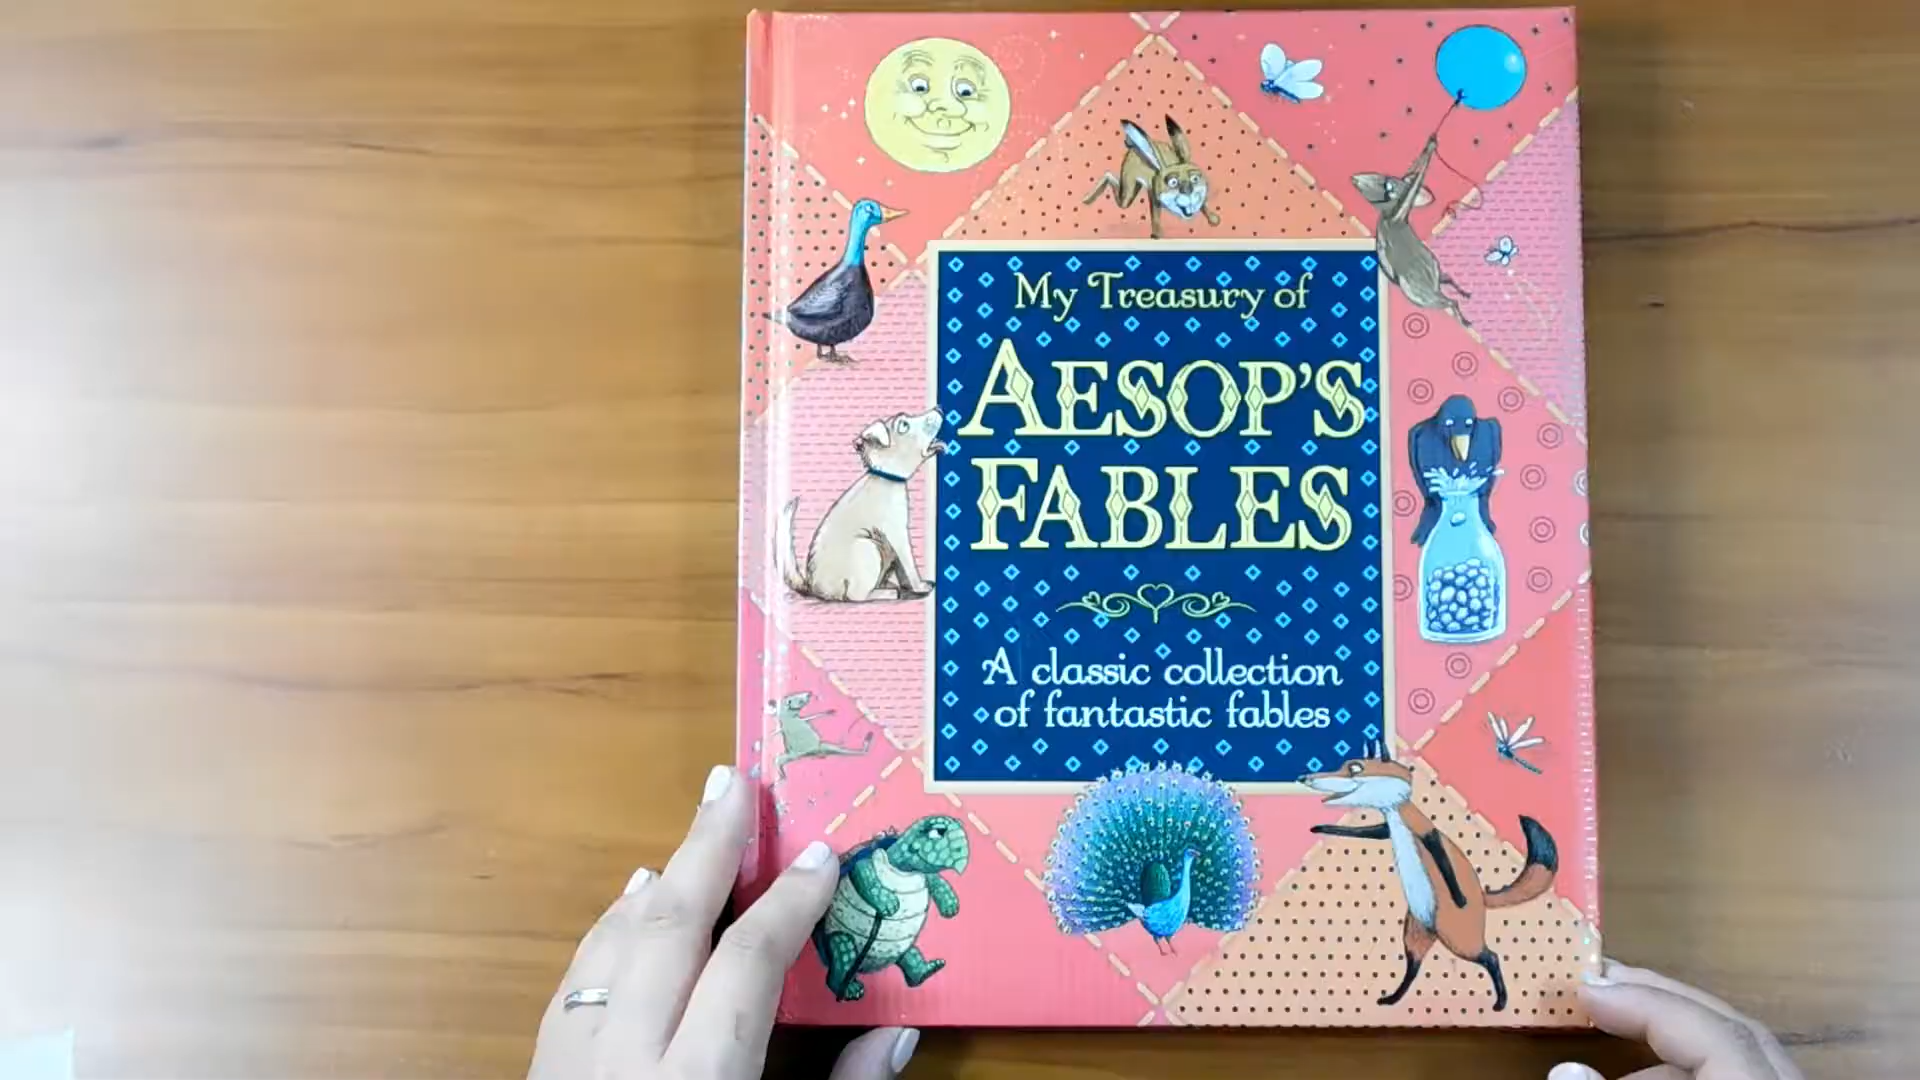 My Treasury of
AESOP'S
FABLES
A classic collection
of fantastic fables